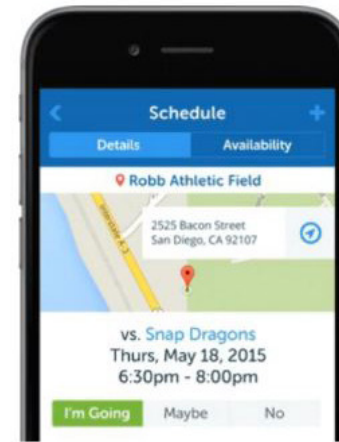 Schedule
Details Availability
Robb Athletic Field
2525 Bacon Street
San Diego, CA 92107
vs. Snap Dragons
Thurs, May 18, 2015
6:30pm - 8:00pm
I'm Going Maybe No